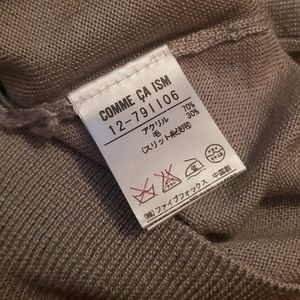 COMME ÇA ISM
12-791106
アクリル 70%
毛 30%
(スリット糸使用)
(株)ファイブフォックス 中国製